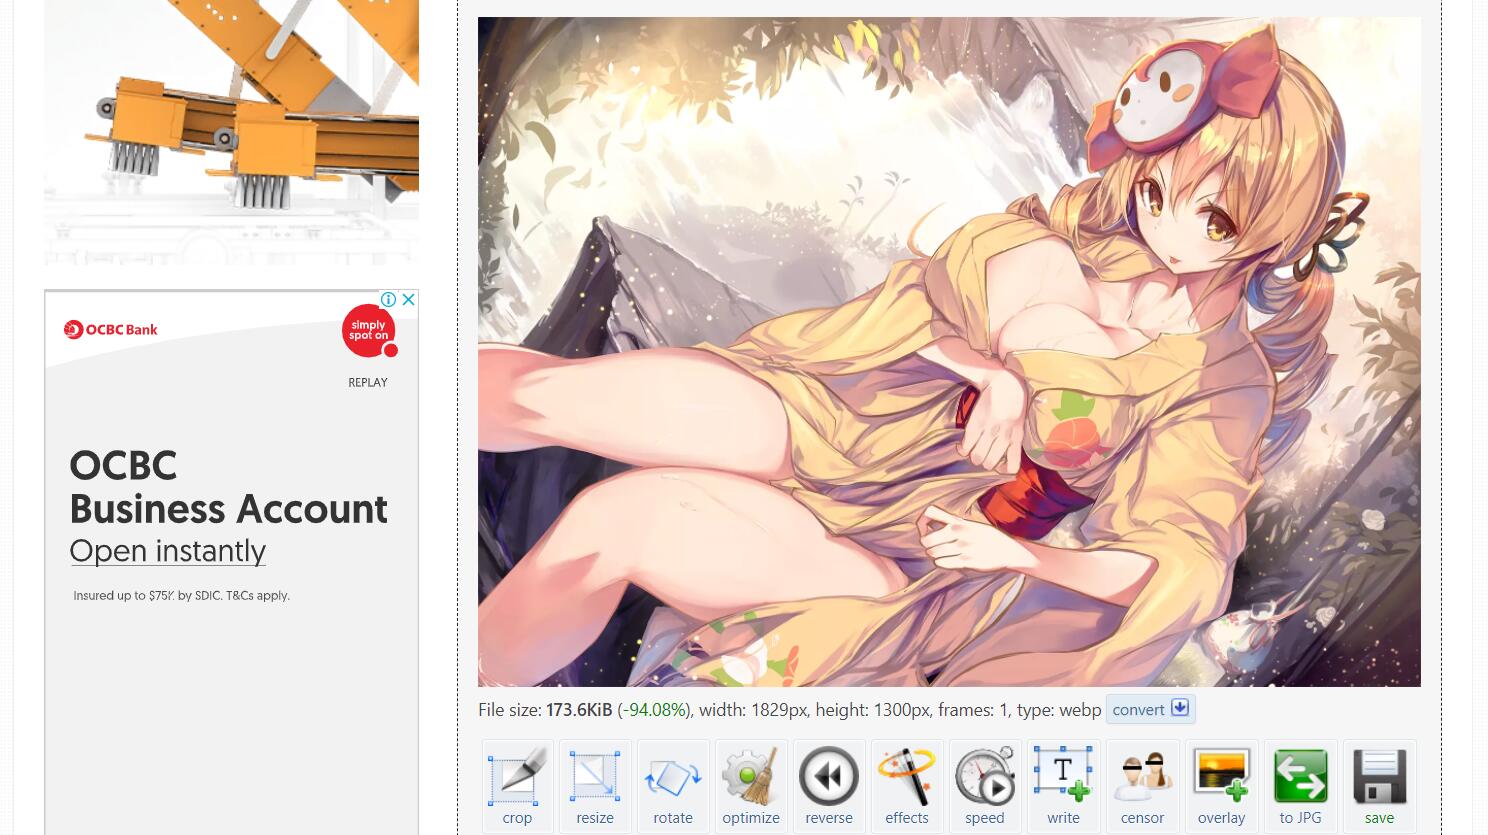 OCBC Bank
simply
spot on
REPLAY
OCBC
Business Account
Open instantly
Insured up to $75K by SDIC. T&Cs apply.
File size: 173.6KiB (-94.08%), width: 1829px, height: 1300px, frames: 1, type: webp convert
crop resize rotate optimize reverse effects speed write censor overlay to JPG save